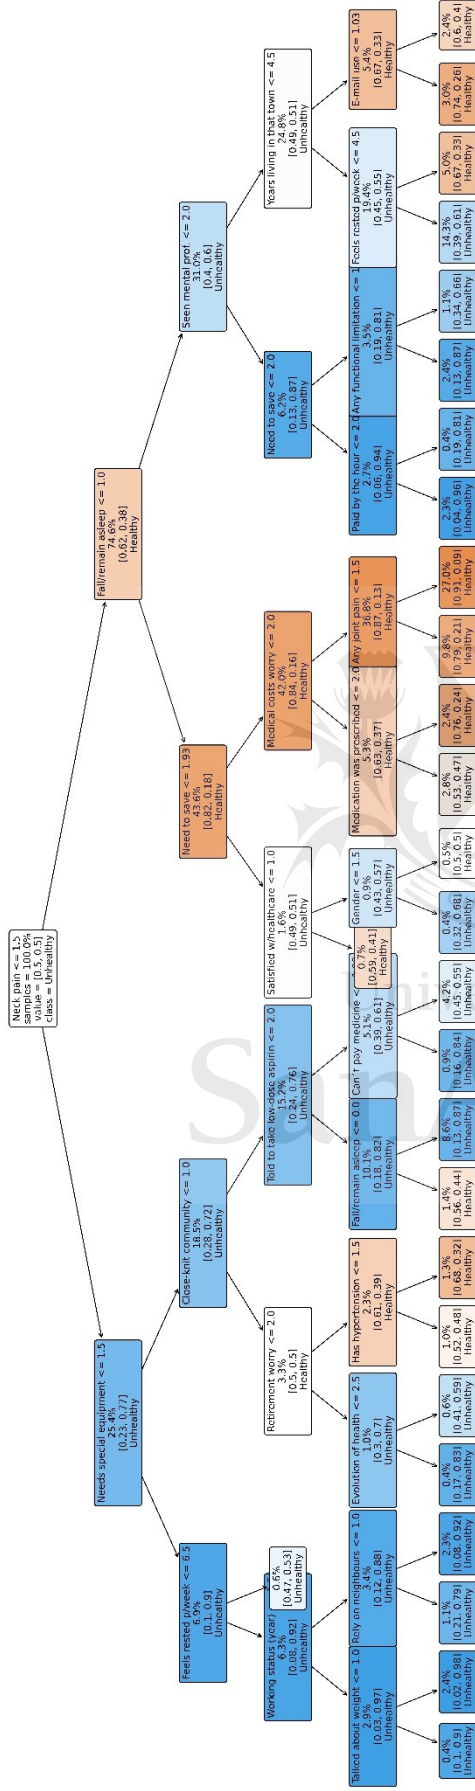 Neck pain <= 1.5
samples = 100.0%
value = [0.5, 0.5]
class = Unhealthy
Needs special equipment <= 1.5
25.4%
[0.23, 0.77]
Unhealthy
Fall/remain asleep <= 1.0
74.6%
[0.62, 0.38]
Healthy
Feels rested p/week <= 6.5
6.9%
[0.1, 0.9]
Unhealthy
Close-knit community <= 1.0
18.5%
[0.28, 0.72]
Unhealthy
Need to save <= 1.93
43.6%
[0.82, 0.18]
Healthy
Seen mental prof. <= 2.0
31.0%
[0.4, 0.6]
Unhealthy
Working status (year)
6.3%
[0.08, 0.92]
Unhealthy
0.6%
[0.47, 0.53]
Unhealthy
Retirement worry <= 2.0
3.3%
[0.5, 0.5]
Healthy
Told to take low-dose aspirin <= 2.0
15.2%
[0.24, 0.76]
Unhealthy
Satisfied w/healthcare <= 1.0
1.6%
[0.49, 0.51]
Unhealthy
Medical costs worry <= 2.0
42.0%
[0.84, 0.16]
Healthy
Need to save <= 2.0
6.2%
[0.13, 0.87]
Unhealthy
Years living in that town <= 4.5
24.8%
[0.49, 0.51]
Unhealthy
Talked about weight <= 1.0
2.9%
[0.03, 0.97]
Unhealthy
Rely on neighbours <= 1.0
3.4%
[0.12, 0.88]
Unhealthy
Evolution of health <= 2.5
1.0%
[0.3, 0.7]
Unhealthy
Has hypertension <= 1.5
2.3%
[0.61, 0.39]
Healthy
Fall/remain asleep <= 0.0
10.1%
[0.18, 0.82]
Unhealthy
Can´t pay medicine <
5.1%
[0.39, 0.61]
Unhealthy
0.7%
[0.59, 0.41]
Healthy
Gender <= 1.5
0.9%
[0.43, 0.57]
Unhealthy
Medication was prescribed <= 2.0
5.3%
[0.63, 0.37]
Healthy
Any joint pain <= 1.5
36.8%
[0.87, 0.13]
Healthy
Paid by the hour <= 2.0
2.7%
[0.06, 0.94]
Unhealthy
Any functional limitation <= 1
3.5%
[0.19, 0.81]
Unhealthy
Feels rested p/week <= 4.5
19.4%
[0.45, 0.55]
Unhealthy
E-mail use <= 1.03
5.4%
[0.67, 0.33]
Healthy
0.4%
[0.1, 0.9]
Unhealthy
2.4%
[0.02, 0.98]
Unhealthy
1.1%
[0.21, 0.79]
Unhealthy
2.3%
[0.08, 0.92]
Unhealthy
0.4%
[0.17, 0.83]
Unhealthy
0.6%
[0.41, 0.59]
Unhealthy
1.0%
[0.52, 0.48]
Healthy
1.3%
[0.68, 0.32]
Healthy
1.4%
[0.56, 0.44]
Healthy
8.6%
[0.13, 0.87]
Unhealthy
0.9%
[0.16, 0.84]
Unhealthy
4.2%
[0.45, 0.55]
Unhealthy
0.4%
[0.32, 0.68]
Unhealthy
0.5%
[0.5, 0.5]
Healthy
2.8%
[0.53, 0.47]
Healthy
2.4%
[0.76, 0.24]
Healthy
9.8%
[0.79, 0.21]
Healthy
27.0%
[0.91, 0.09]
Healthy
2.3%
[0.04, 0.96]
Unhealthy
0.4%
[0.19, 0.81]
Unhealthy
2.4%
[0.13, 0.87]
Unhealthy
1.1%
[0.34, 0.66]
Unhealthy
14.3%
[0.39, 0.61]
Unhealthy
5.0%
[0.67, 0.33]
Healthy
3.0%
[0.74, 0.26]
Healthy
2.4%
[0.6, 0.4]
Healthy